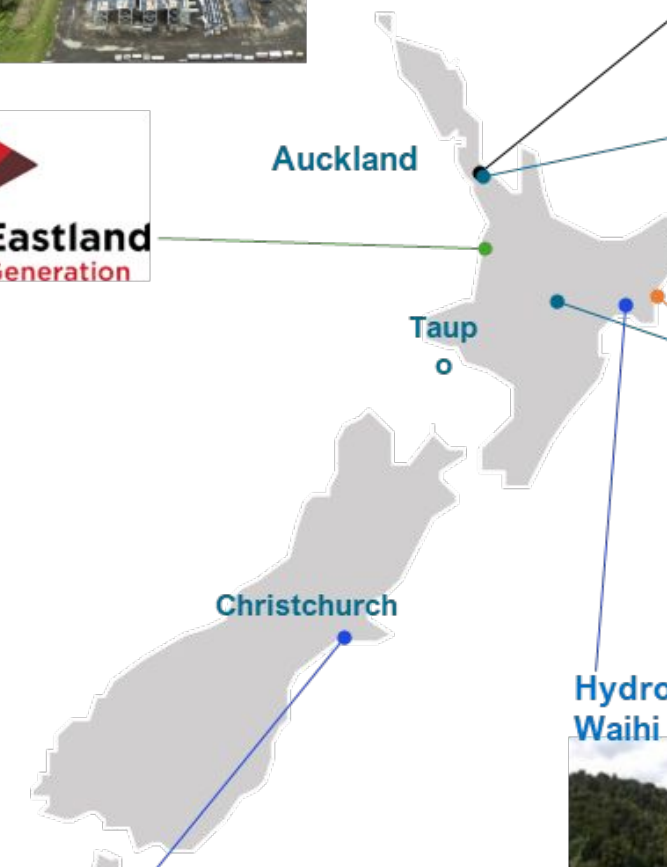 Auckland
Eastland
Generation
Taup
o
Christchurch
Hydro
Waihi